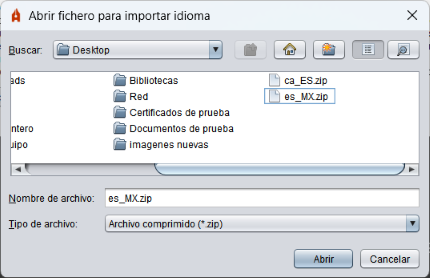 Abrir fichero para importar idioma
Buscar: Desktop
ads Bibliotecas ca_ES.zip
Red es_MX.zip
Certificados de prueba
ntero Documentos de prueba
uipo imagenes nuevas
Nombre de archivo: es_MX.zip
Tipo de archivo: Archivo comprimido (*.zip)
Abrir Cancelar